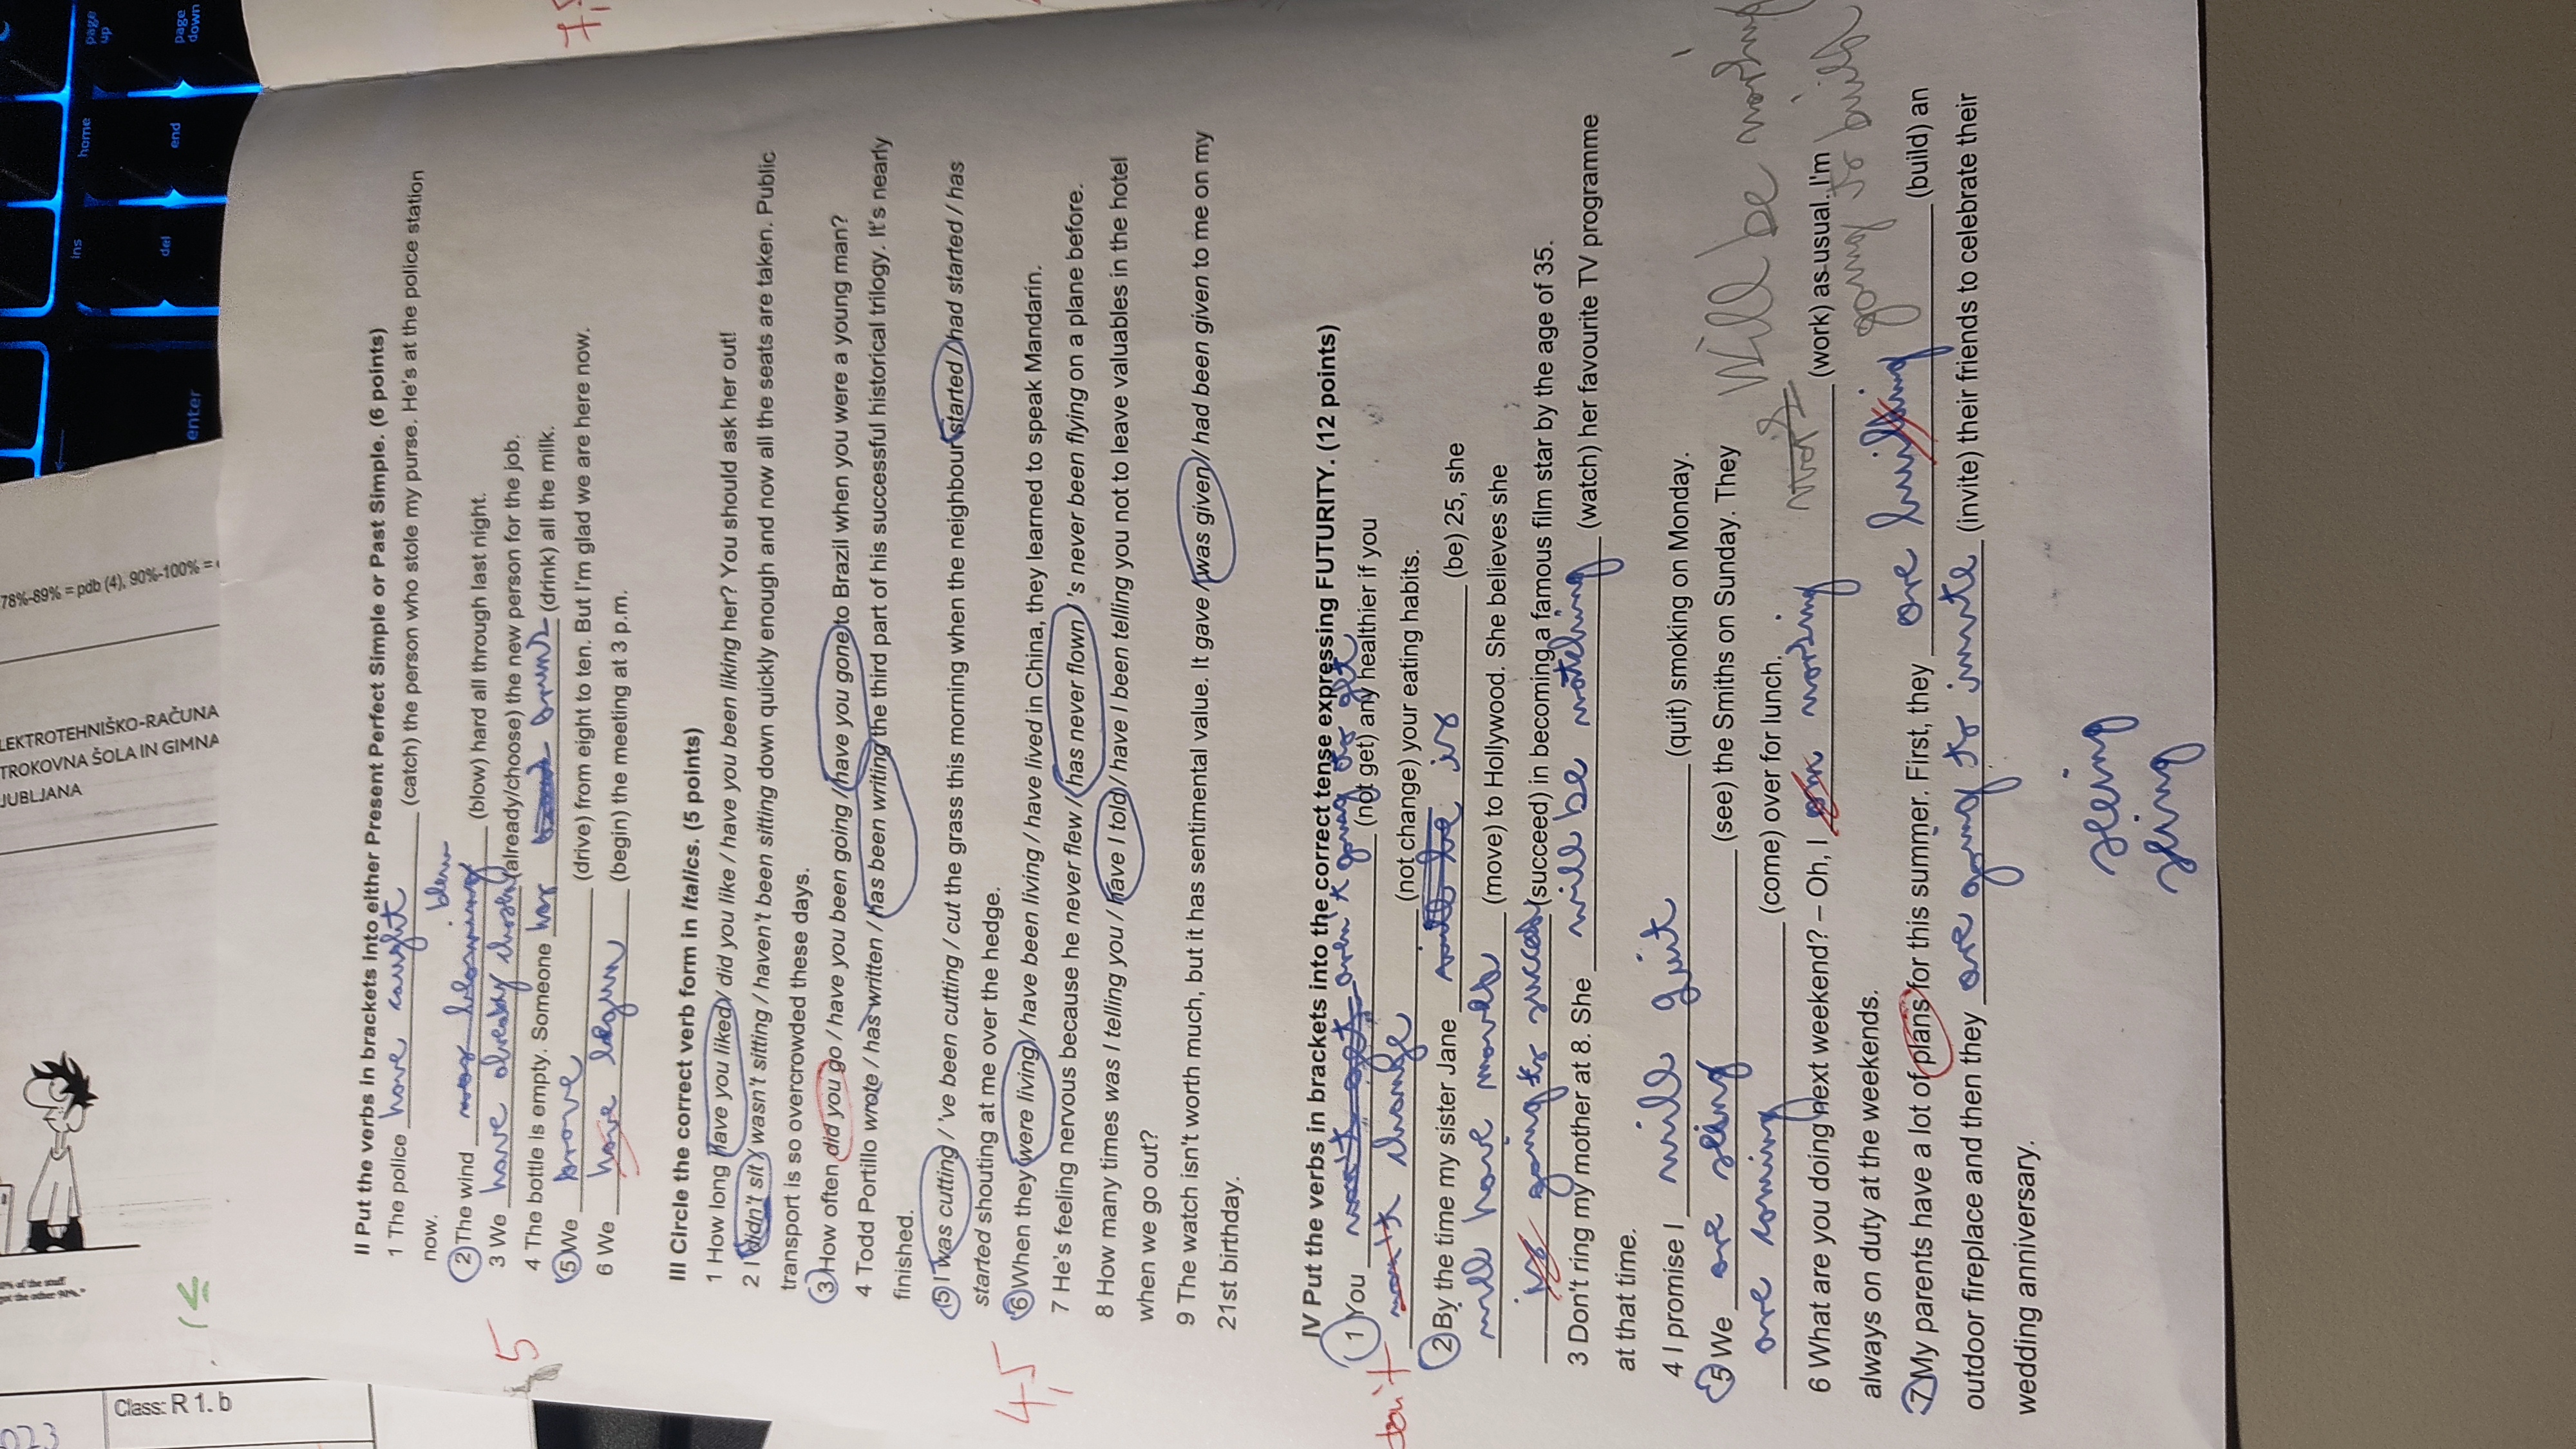 023
Class: R 1. b
LEKTROTEHNIŠKO-RAČUNA
TROKOVNA ŠOLA IN GIMNA
JUBLJANA
78%-89% = pdb (4), 90%-100% =
ins
home
page up
del
end
page down
enter
II Put the verbs in brackets into either Present Perfect Simple or Past Simple. (6 points)
1 The police have caught (catch) the person who stole my purse. He's at the police station
now.
blew
2 The wind was blowing (blow) hard all through last night.
3 We have already chosen (already/choose) the new person for the job.
5
4 The bottle is empty. Someone has drunk (drink) all the milk.
5 We drove (drive) from eight to ten. But I'm glad we are here now.
6 We have begun (begin) the meeting at 3 p.m.
III Circle the correct verb form in italics. (5 points)
1 How long have you liked / did you like / have you been liking her? You should ask her out!
2 I didn't sit / wasn't sitting / haven't been sitting down quickly enough and now all the seats are taken. Public
transport is so overcrowded these days.
3 How often did you go / have you been going / have you gone to Brazil when you were a young man?
4 Todd Portillo wrote / has written / has been writing the third part of his successful historical trilogy. It's nearly
finished.
5 I was cutting / 've been cutting / cut the grass this morning when the neighbour started / had started / has
started shouting at me over the hedge.
4,5
6 When they were living / have been living / have lived in China, they learned to speak Mandarin.
7 He's feeling nervous because he never flew / has never flown / 's never been flying on a plane before.
8 How many times was I telling you / have I told / have I been telling you not to leave valuables in the hotel
when we go out?
9 The watch isn't worth much, but it has sentimental value. It gave / was given / had been given to me on my
21st birthday.
IV Put the verbs in brackets into the correct tense expressing FUTURITY. (12 points)
1 You won't get aren't going to get (not get) any healthier if you
don't won't change (not change) your eating habits.
2 By the time my sister Jane will be is (be) 25, she
will have moved (move) to Hollywood. She believes she
is going to succed (succeed) in becoming a famous film star by the age of 35.
3 Don't ring my mother at 8. She will be watching (watch) her favourite TV programme
at that time.
4 I promise I will quit (quit) smoking on Monday.
5 We are seing (see) the Smiths on Sunday. They
are coming (come) over for lunch.
Will be working
6 What are you doing next weekend? – Oh, I am working (work) as usual. I'm
always on duty at the weekends.
going to build
7 My parents have a lot of plans for this summer. First, they are building (build) an
outdoor fireplace and then they are going to invite (invite) their friends to celebrate their
wedding anniversary.
seeing
seing